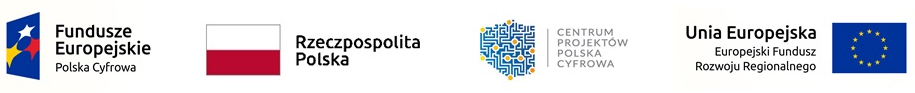 Fundusze
Europejskie
Polska Cyfrowa
Rzeczpospolita
Polska
CENTRUM
PROJEKTÓW
POLSKA
CYFROWA
Unia Europejska
Europejski Fundusz
Rozwoju Regionalnego